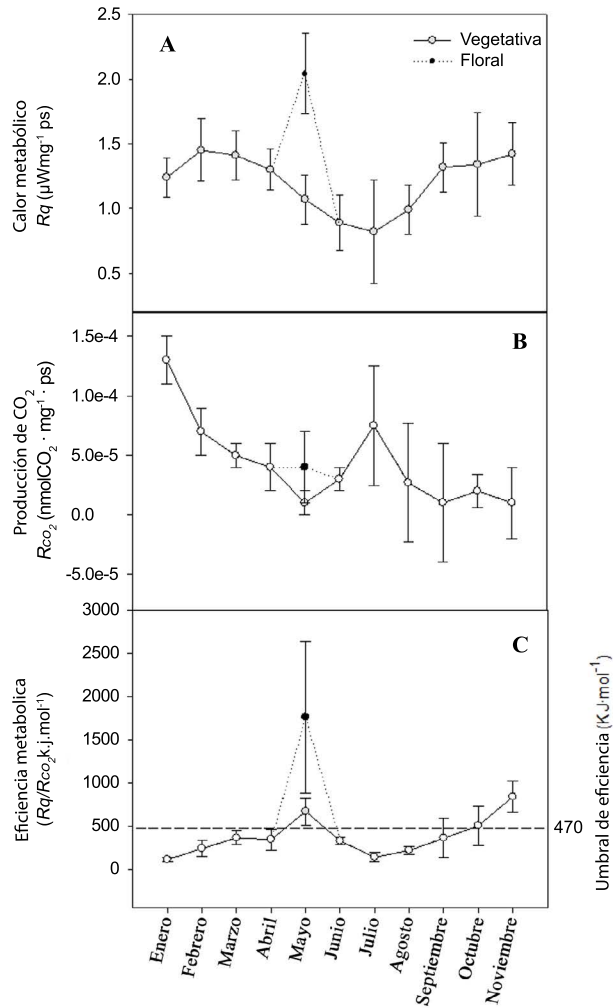 A
Vegetativa
Floral
Calor metabólico
Rq (µWmg⁻¹ ps)
2.5
2.0
1.5
1.0
0.5
B
Producción de CO₂
Rco₂ (nmolCO₂ · mg⁻¹ · ps)
1.5e-4
1.0e-4
5.0e-5
0.0
-5.0e-5
C
Eficiencia metabolica
(Rq/Rco₂k.j.mol⁻¹)
3000
2500
2000
1500
1000
500
0
470
Umbral de eficiencia (KJ·mol⁻¹)
Enero
Febrero
Marzo
Abril
Mayo
Junio
Julio
Agosto
Septiembre
Octubre
Noviembre